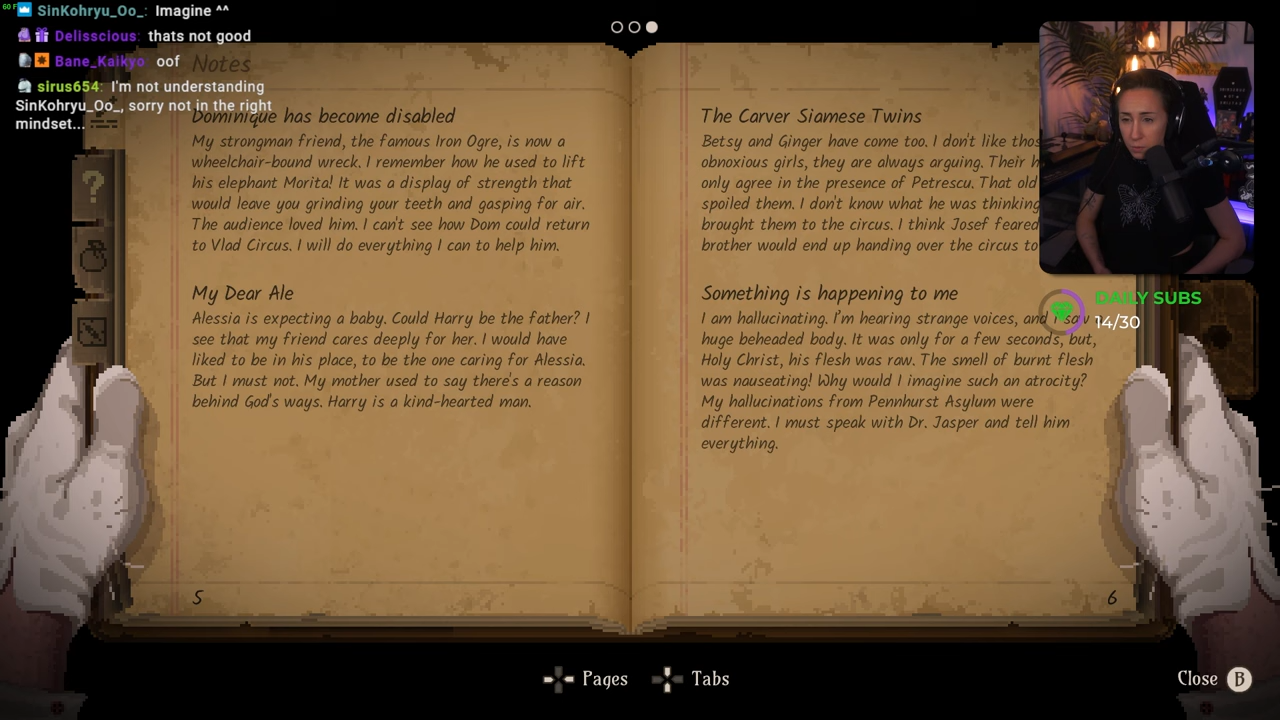 60 F
SinKohryu_Oo_: Imagine ^^
Delisscious: thats not good
Bane_Kaikyo oof
sirus654: I'm not understanding
SinKohryu_Oo_, sorry not in the right
mindset...
Notes
Dominique has become disabled
My strongman friend, the famous Iron Ogre, is now a
wheelchair-bound wreck. I remember how he used to lift
his elephant Morita! It was a display of strength that
would leave you grinding your teeth and gasping for air.
The audience loved him. I can't see how Dom could return
to Vlad Circus. I will do everything I can to help him.
My Dear Ale
Alessia is expecting a baby. Could Harry be the father? I
see that my friend cares deeply for her. I would have
liked to be in his place, to be the one caring for Alessia.
But I must not. My mother used to say there's a reason
behind God's ways. Harry is a kind-hearted man.
5
The Carver Siamese Twins
Betsy and Ginger have come too. I don't like thos
obnoxious girls, they are always arguing. Their h
only agree in the presence of Petrescu. That old
spoiled them. I don't know what he was thinking
brought them to the circus. I think Josef feared
brother would end up handing over the circus to
Something is happening to me
I am hallucinating. I'm hearing strange voices, and I saw
huge beheaded body. It was only for a few seconds, but,
Holy Christ, his flesh was raw. The smell of burnt flesh
was nauseating! Why would I imagine such an atrocity?
My hallucinations from Pennhurst Asylum were
different. I must speak with Dr. Jasper and tell him
everything.
6
DAILY SUBS
14/30
Pages
Tabs
Close B